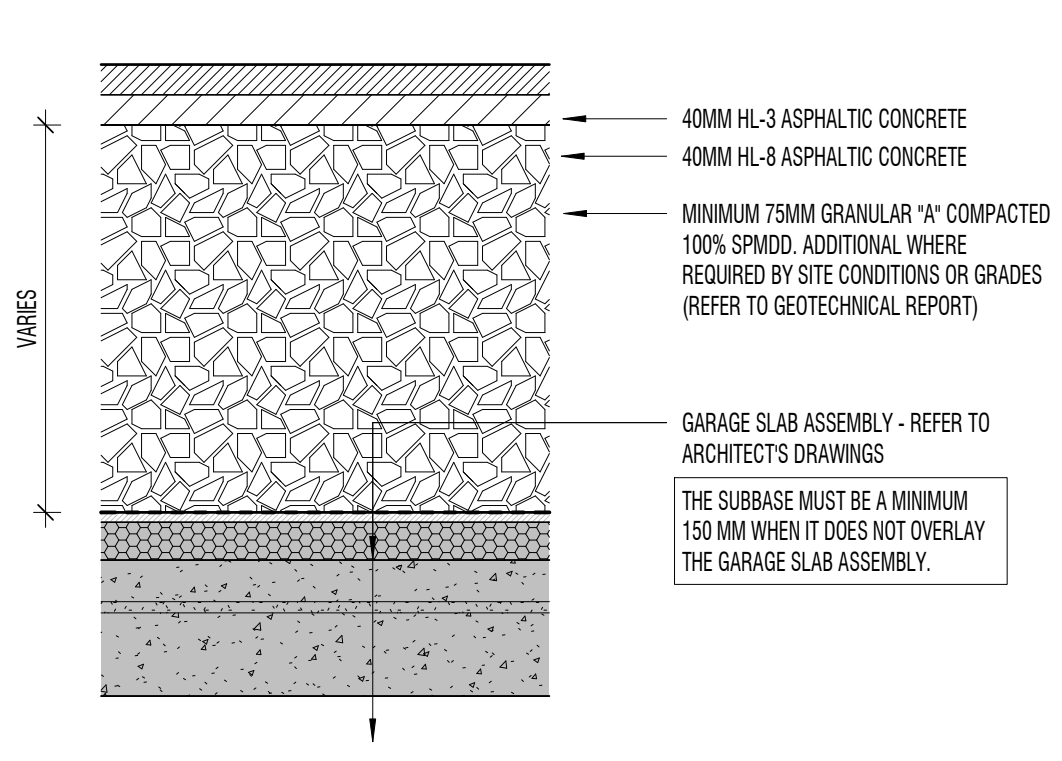 40MM HL-3 ASPHALTIC CONCRETE
40MM HL-8 ASPHALTIC CONCRETE
MINIMUM 75MM GRANULAR "A" COMPACTED
100% SPMDD. ADDITIONAL WHERE
REQUIRED BY SITE CONDITIONS OR GRADES
(REFER TO GEOTECHNICAL REPORT)
VARIES
GARAGE SLAB ASSEMBLY - REFER TO
ARCHITECT'S DRAWINGS
THE SUBBASE MUST BE A MINIMUM
150 MM WHEN IT DOES NOT OVERLAY
THE GARAGE SLAB ASSEMBLY.